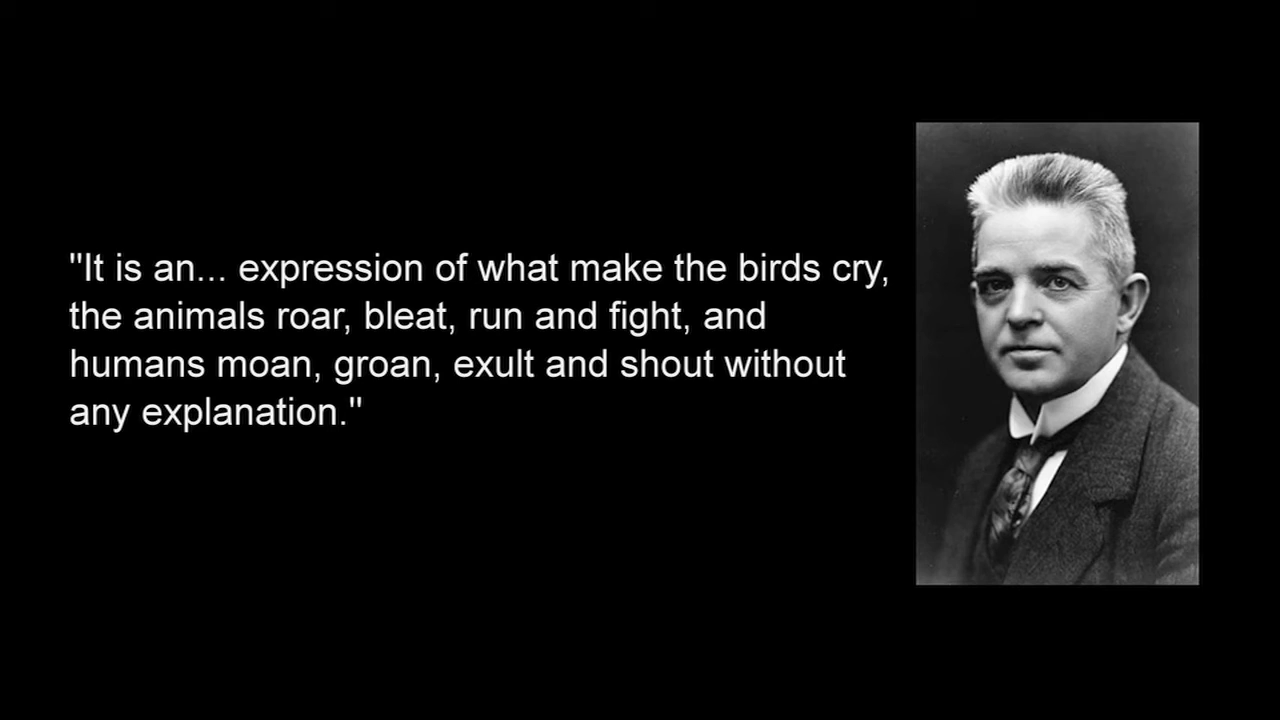 "It is an... expression of what make the birds cry,
the animals roar, bleat, run and fight, and
humans moan, groan, exult and shout without
any explanation."